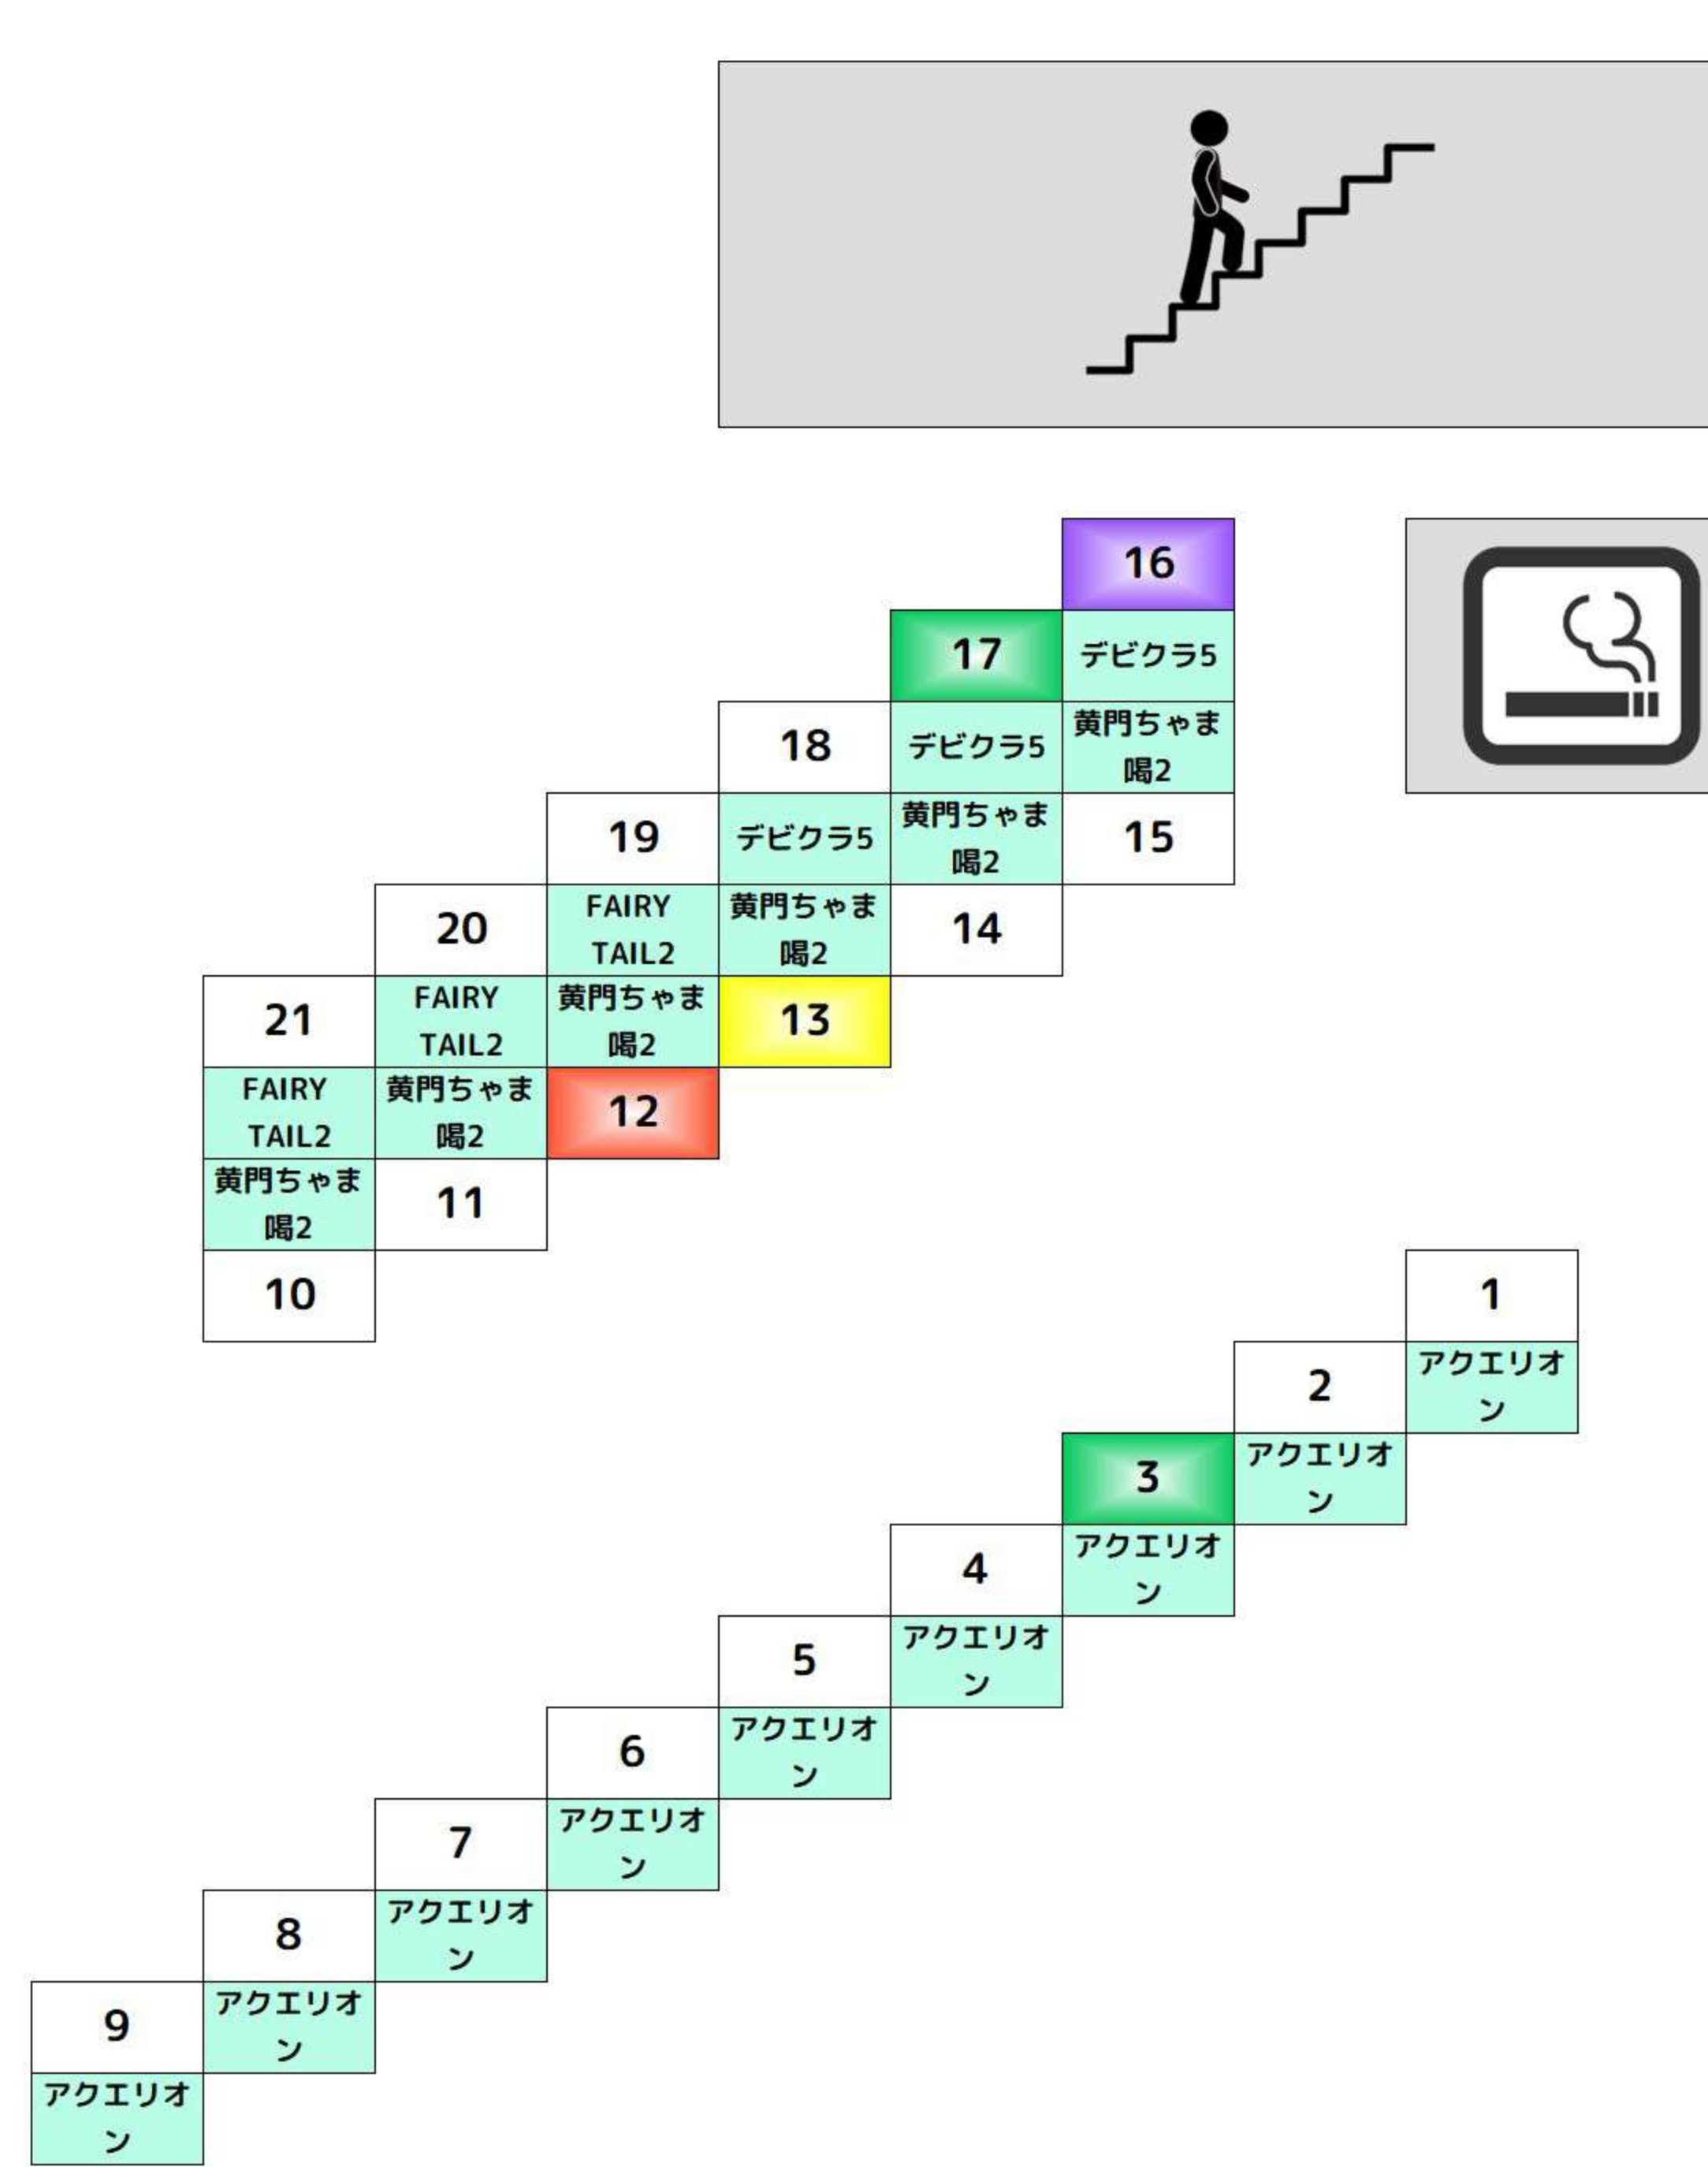 16
17
デビクラ5
18
デビクラ5
黄門ちゃま
喝2
19
デビクラ5
黄門ちゃま
喝2
15
20
FAIRY
TAIL2
黄門ちゃま
喝2
14
21
FAIRY
TAIL2
黄門ちゃま
喝2
13
FAIRY
TAIL2
黄門ちゃま
喝2
12
黄門ちゃま
喝2
11
10
1
2
アクエリオ
ン
3
アクエリオ
ン
4
アクエリオ
ン
5
アクエリオ
ン
6
アクエリオ
ン
7
アクエリオ
ン
8
アクエリオ
ン
9
アクエリオ
ン
アクエリオ
ン